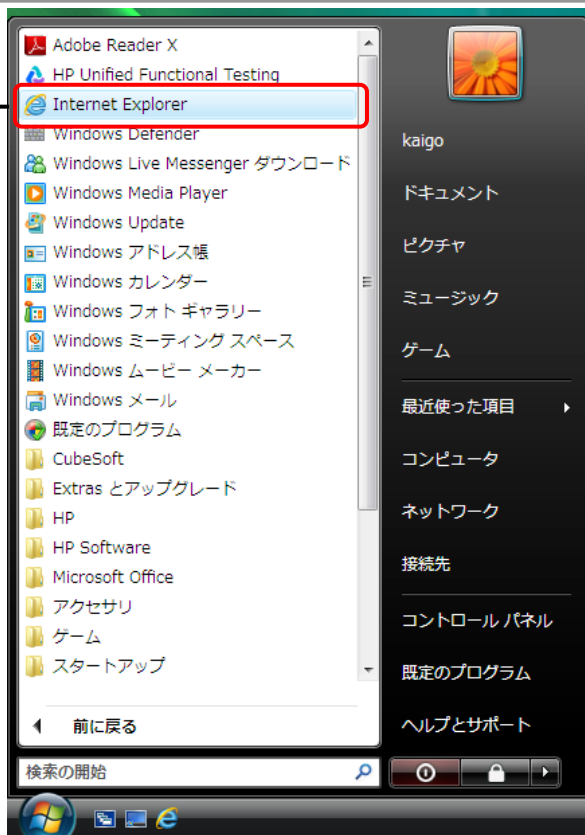 Adobe Reader X
HP Unified Functional Testing
Internet Explorer
Windows Defender
Windows Live Messenger ダウンロード
Windows Media Player
Windows Update
Windows アドレス帳
Windows カレンダー
Windows フォト ギャラリー
Windows ミーティング スペース
Windows ムービー メーカー
Windows メール
既定のプログラム
CubeSoft
Extras とアップグレード
HP
HP Software
Microsoft Office
アクセサリ
ゲーム
スタートアップ
前に戻る
検索の開始
kaigo
ドキュメント
ピクチャ
ミュージック
ゲーム
最近使った項目
コンピュータ
ネットワーク
接続先
コントロール パネル
既定のプログラム
ヘルプとサポート